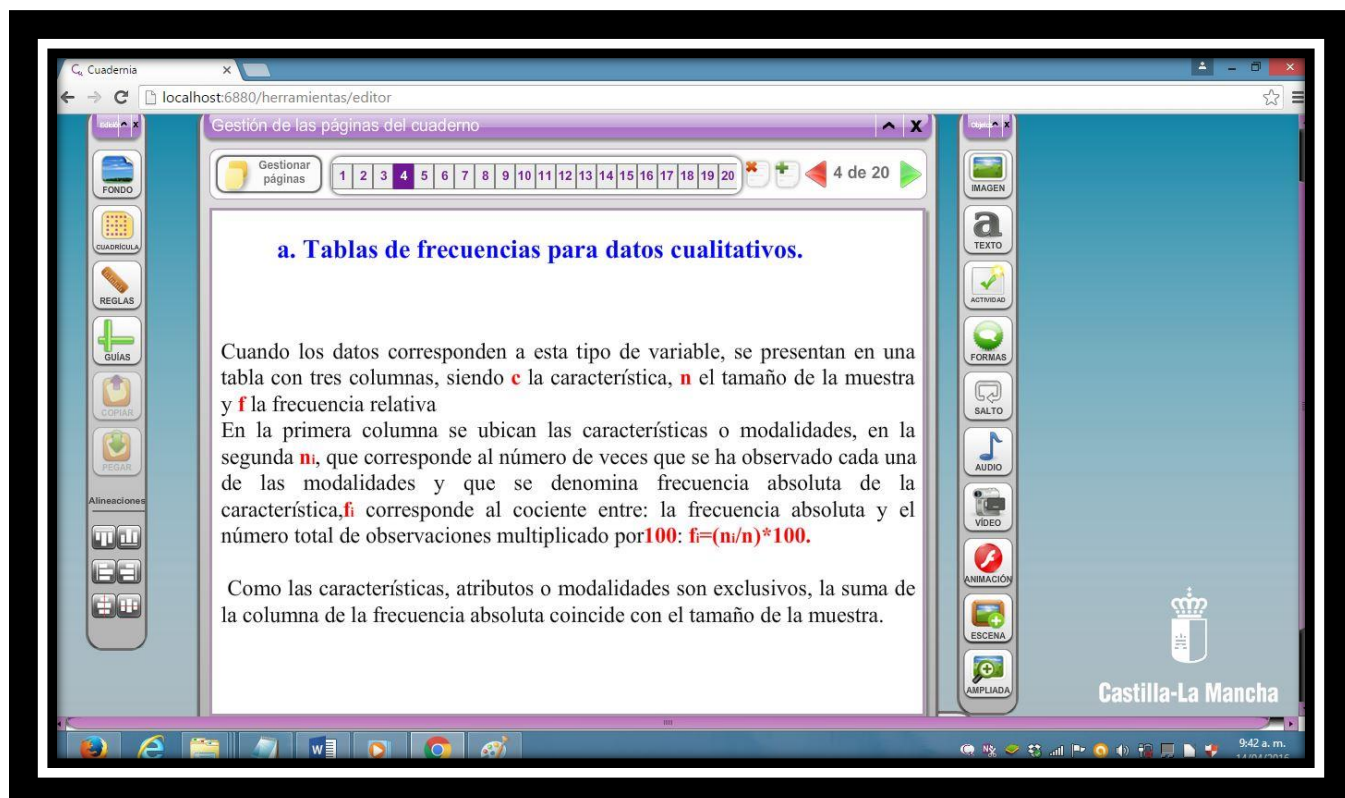 Cuadernia
localhost:6880/herramientas/editor
Gestión de las páginas del cuaderno
Gestionar páginas
1 2 3 4 5 6 7 8 9 10 11 12 13 14 15 16 17 18 19 20
4 de 20
FONDO
CUADRÍCULA
REGLAS
GUÍAS
COPIAR
PEGAR
Alineaciones
a. Tablas de frecuencias para datos cualitativos.
Cuando los datos corresponden a esta tipo de variable, se presentan en una
tabla con tres columnas, siendo c la característica, n el tamaño de la muestra
y f la frecuencia relativa
En la primera columna se ubican las características o modalidades, en la
segunda ni, que corresponde al número de veces que se ha observado cada una
de las modalidades y que se denomina frecuencia absoluta de la
característica,fi corresponde al cociente entre: la frecuencia absoluta y el
número total de observaciones multiplicado por100: fi=(ni/n)*100.
Como las características, atributos o modalidades son exclusivos, la suma de
la columna de la frecuencia absoluta coincide con el tamaño de la muestra.
IMAGEN
a
TEXTO
ACTIVIDAD
FORMAS
SALTO
AUDIO
VÍDEO
ANIMACIÓN
ESCENA
AMPLIADA
Castilla-La Mancha
9:42 a. m.
14/04/2016